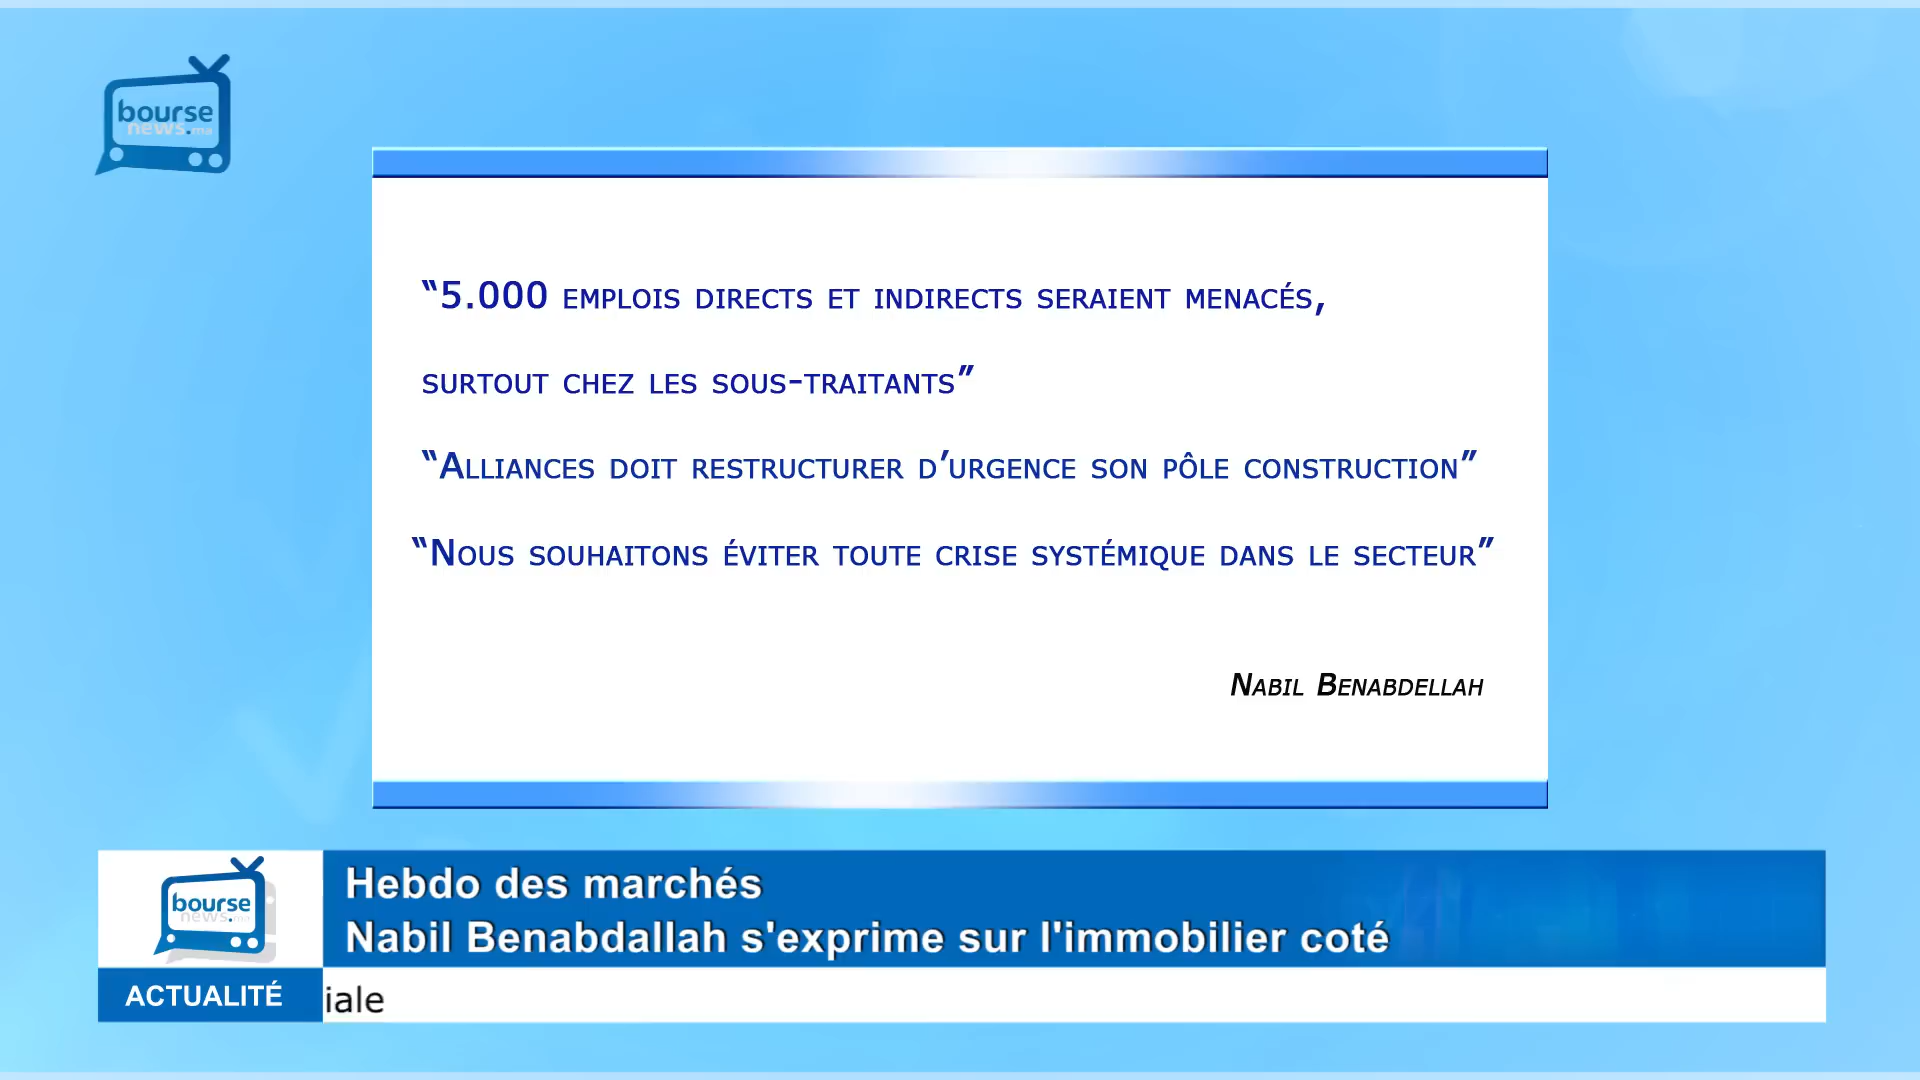 bourse
news.ma
“5.000 EMPLOIS DIRECTS ET INDIRECTS SERAIENT MENACÉS,
SURTOUT CHEZ LES SOUS-TRAITANTS”
“ALLIANCES DOIT RESTRUCTURER D’URGENCE SON PÔLE CONSTRUCTION”
“NOUS SOUHAITONS ÉVITER TOUTE CRISE SYSTÉMIQUE DANS LE SECTEUR”
NABIL BENABDELLAH
bourse
news.ma
Hebdo des marchés
Nabil Benabdallah s'exprime sur l'immobilier coté
ACTUALITÉ
iale